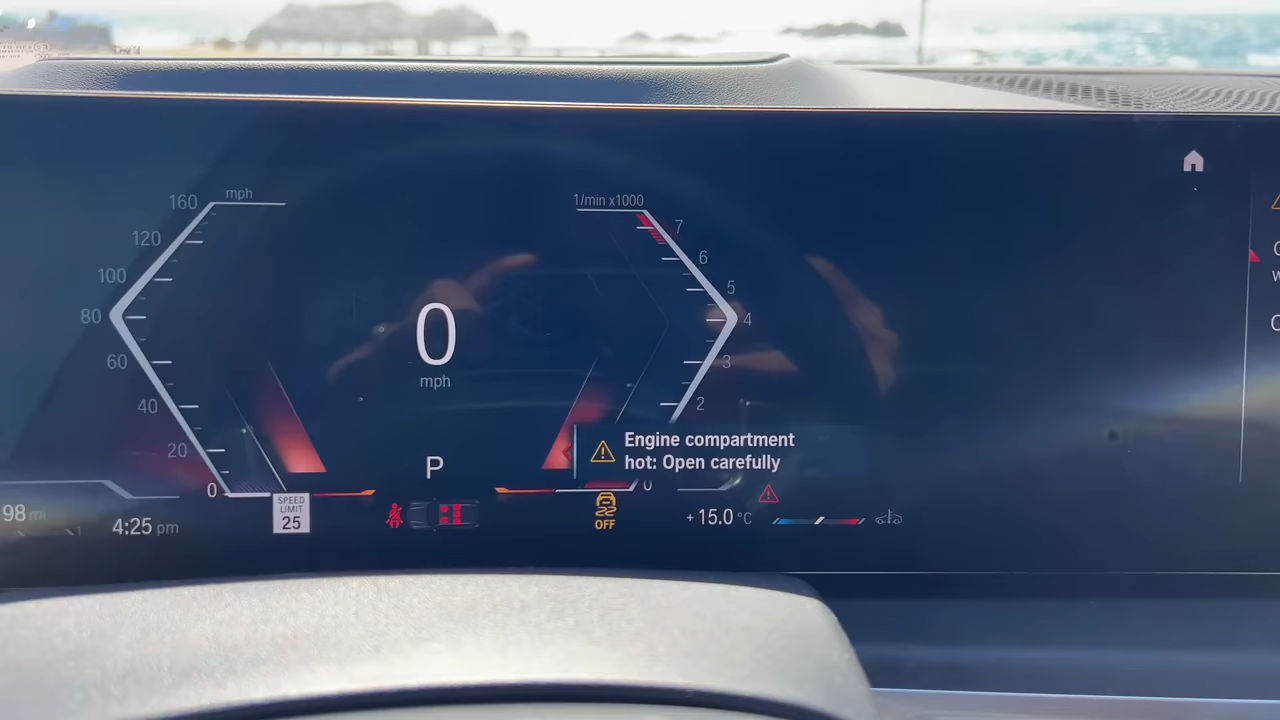 160
mph
120
100
80
60
40
20
0
0
mph
P
1/min x1000
7
6
5
4
3
2
Engine compartment
hot: Open carefully
98 mi
4:25 pm
SPEED
LIMIT
25
OFF
+15.0 °C